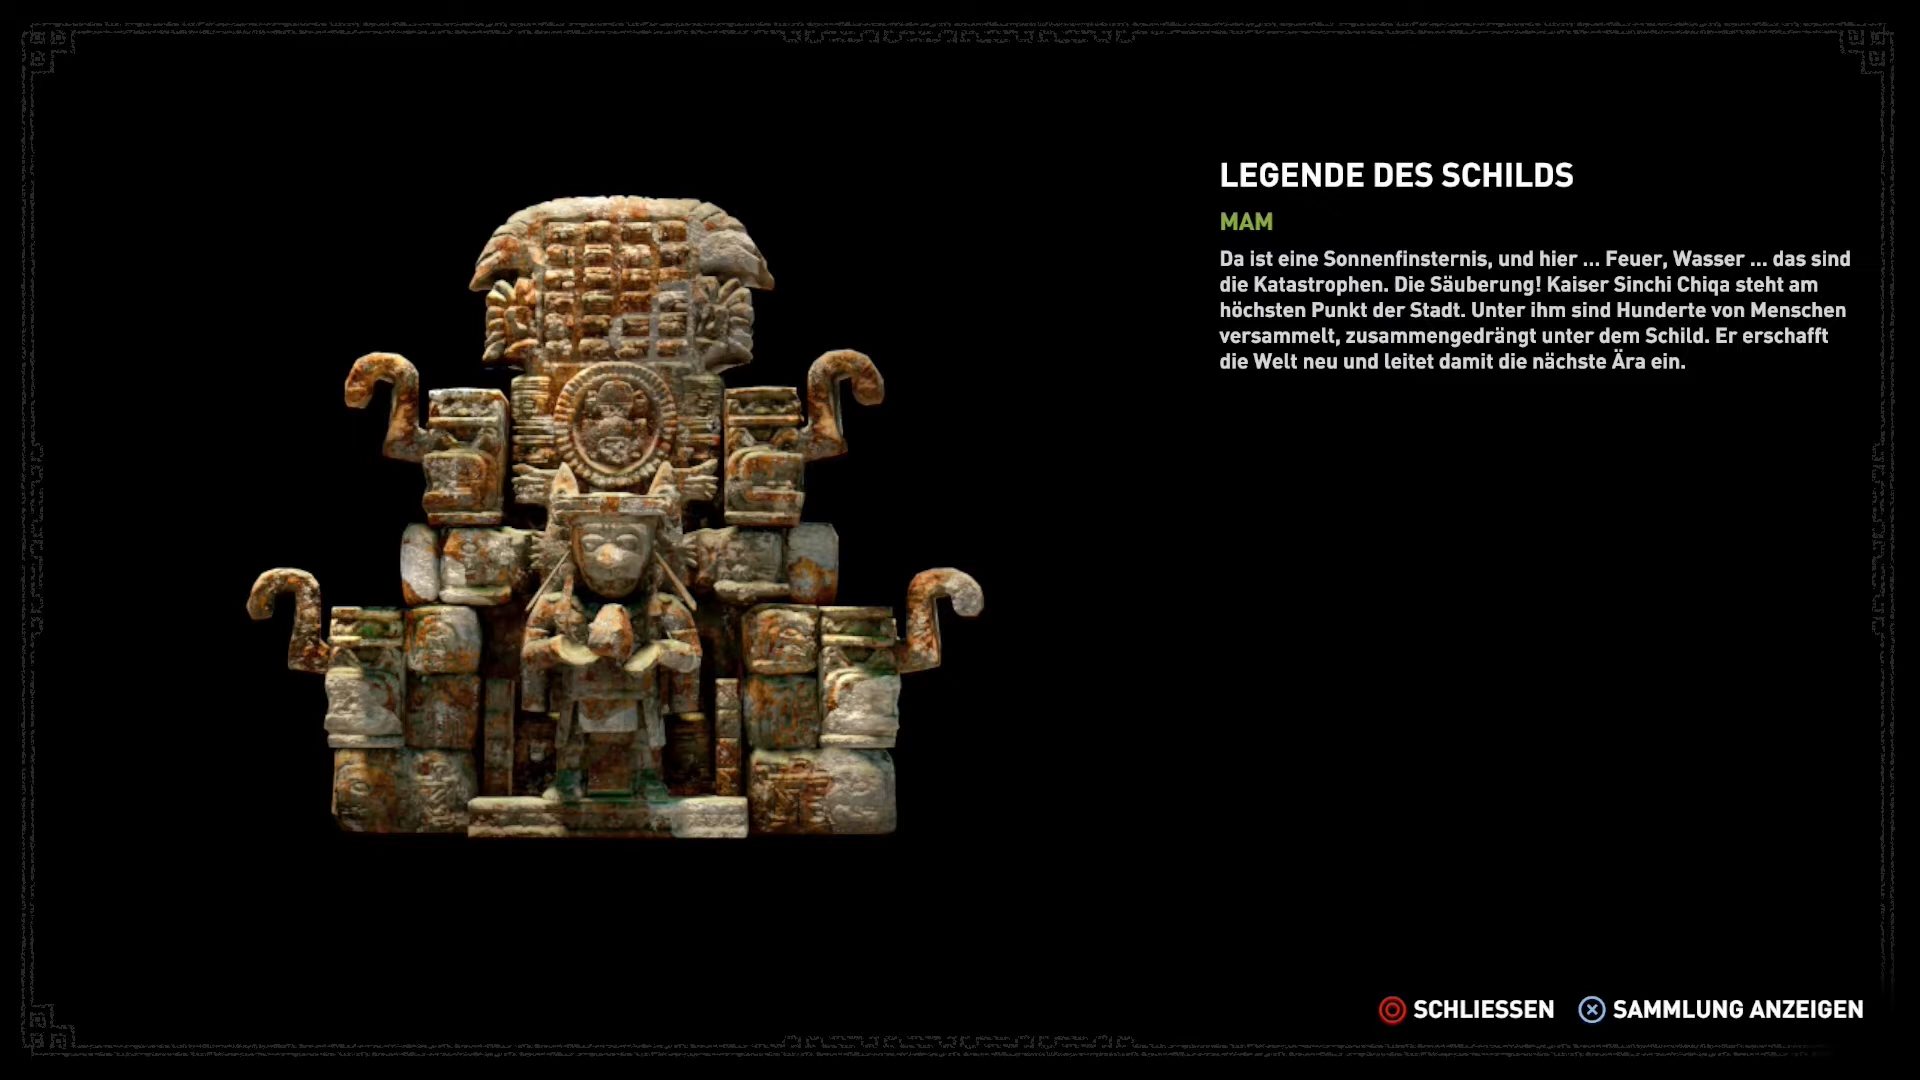 LEGENDE DES SCHILDS
MAM
Da ist eine Sonnenfinsternis, und hier ... Feuer, Wasser ... das sind
die Katastrophen. Die Säuberung! Kaiser Sinchi Chiqa steht am
höchsten Punkt der Stadt. Unter ihm sind Hunderte von Menschen
versammelt, zusammengedrängt unter dem Schild. Er erschafft
die Welt neu und leitet damit die nächste Ära ein.
SCHLIESSEN
SAMMLUNG ANZEIGEN